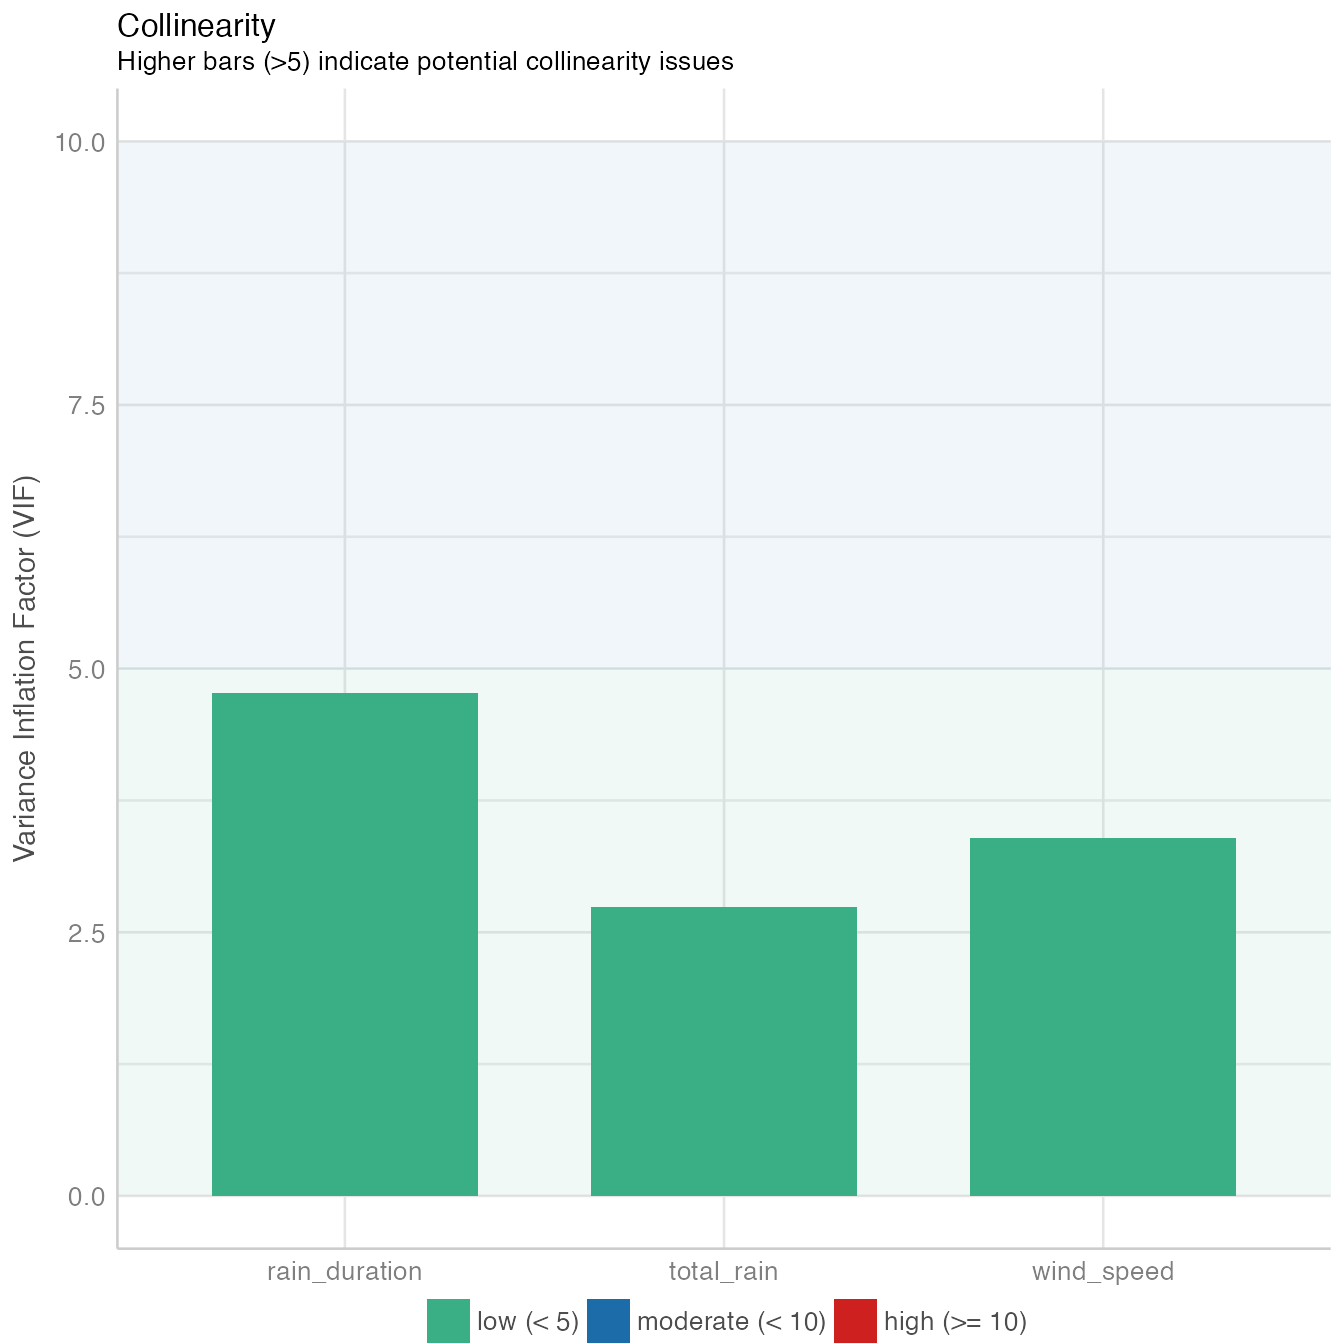 Collinearity
Higher bars (>5) indicate potential collinearity issues
Variance Inflation Factor (VIF)
10.0
7.5
5.0
2.5
0.0
rain_duration total_rain wind_speed
low (< 5) moderate (< 10) high (>= 10)